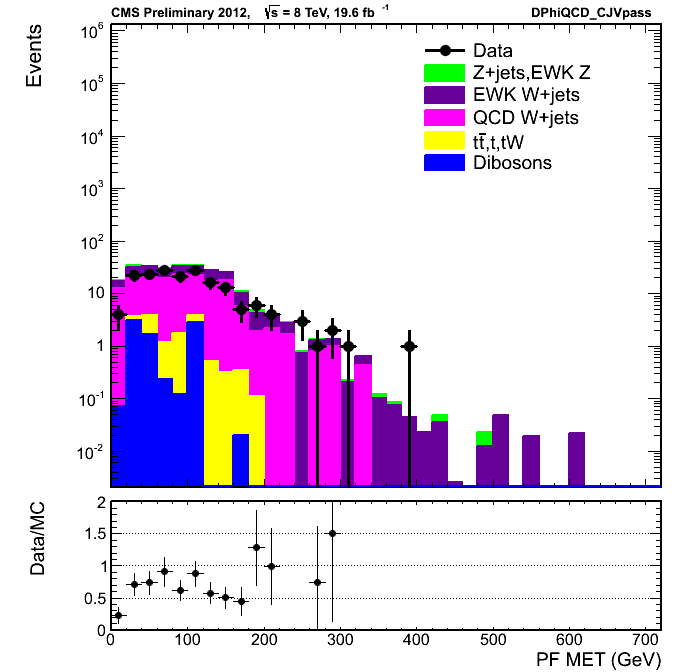 CMS Preliminary 2012, √s = 8 TeV, 19.6 fb⁻¹ DPhiQCD_CJVpass
Events
10⁶
10⁵
10⁴
10³
10²
10
1
10⁻¹
10⁻²
Data
Z+jets,EWK Z
EWK W+jets
QCD W+jets
tt̄,t,tW
Dibosons
Data/MC
2
1.5
1
0.5
0
0 100 200 300 400 500 600 700
PF MET (GeV)